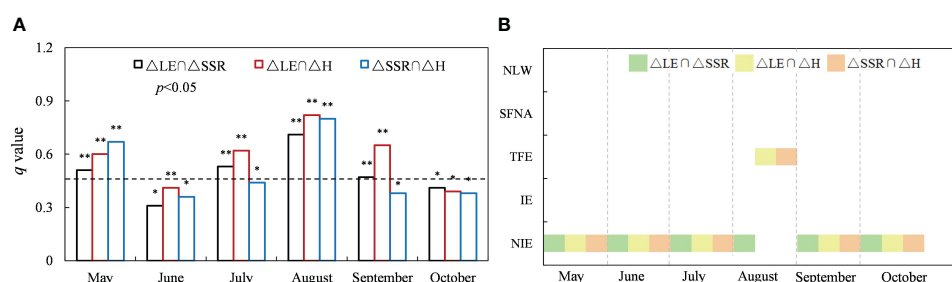 A
1.2
0.9
0.6
0.3
0
q value
△LE∩△SSR △LE∩△H △SSR∩△H
p<0.05
** ** **
* ** *
** ** *
** ** **
** ** *
* * *
May June July August September October
B
△LE∩△SSR △LE∩△H △SSR∩△H
NLW
SFNA
TFE
IE
NIE
May June July August September October